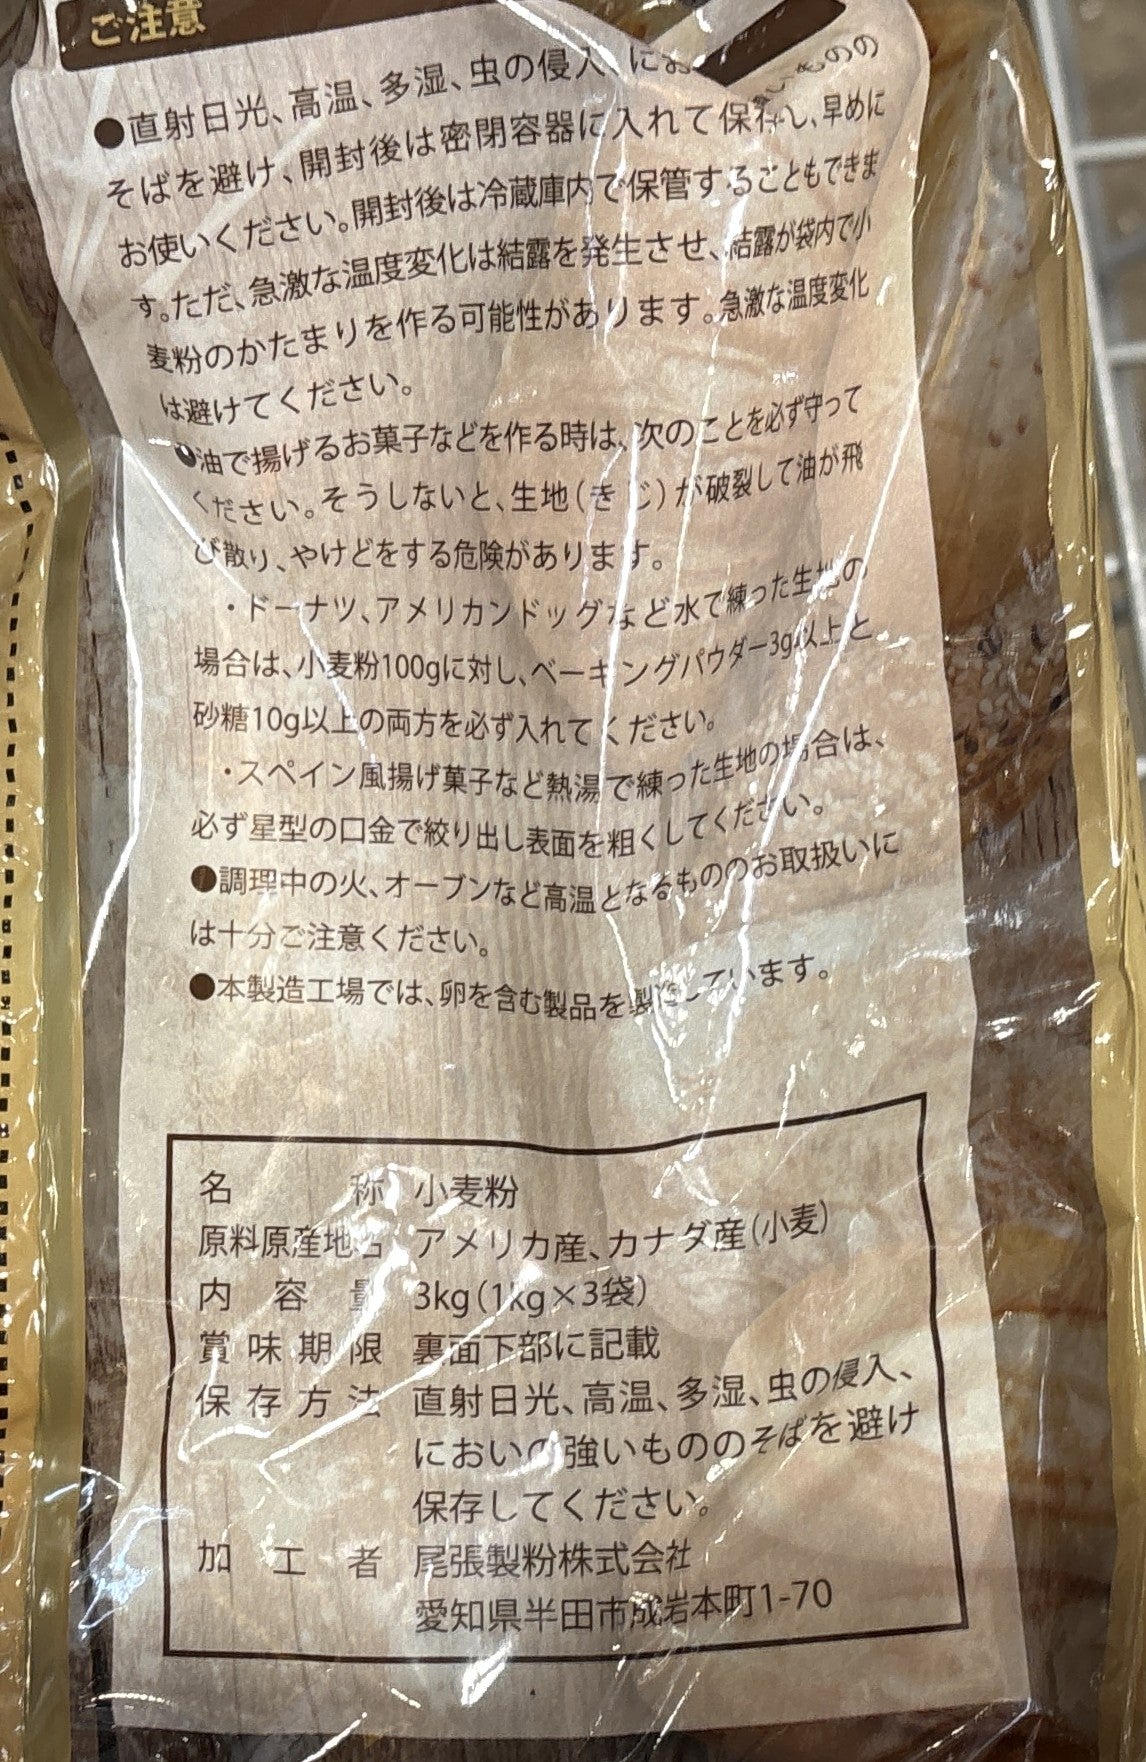 ご注意
●直射日光、高温、多湿、虫の侵入、にお 強いものの
そばを避け、開封後は密閉容器に入れて保存し、早めに
お使いください。開封後は冷蔵庫内で保管することもできま
す。ただ、急激な温度変化は結露を発生させ、結露が袋内で小
麦粉のかたまりを作る可能性があります。急激な温度変化
は避けてください。
●油で揚げるお菓子などを作る時は、次のことを必ず守って
ください。そうしないと、生地(きじ)が破裂して油が飛
び散り、やけどをする危険があります。
・ドーナツ、アメリカンドッグなど水で練った生地の
場合は、小麦粉100gに対し、ベーキングパウダー3g以上と
砂糖10g以上の両方を必ず入れてください。
・スペイン風揚げ菓子など熱湯で練った生地の場合は、
必ず星型の口金で絞り出し表面を粗くしてください。
●調理中の火、オーブンなど高温となるもののお取扱いに
は十分ご注意ください。
●本製造工場では、卵を含む製品を製造しています。
名称 小麦粉
原料原産地名 アメリカ産、カナダ産(小麦)
内容量 3kg(1kg×3袋)
賞味期限 裏面下部に記載
保存方法 直射日光、高温、多湿、虫の侵入、
においの強いもののそばを避け
保存してください。
加工者 尾張製粉株式会社
愛知県半田市成岩本町1-70